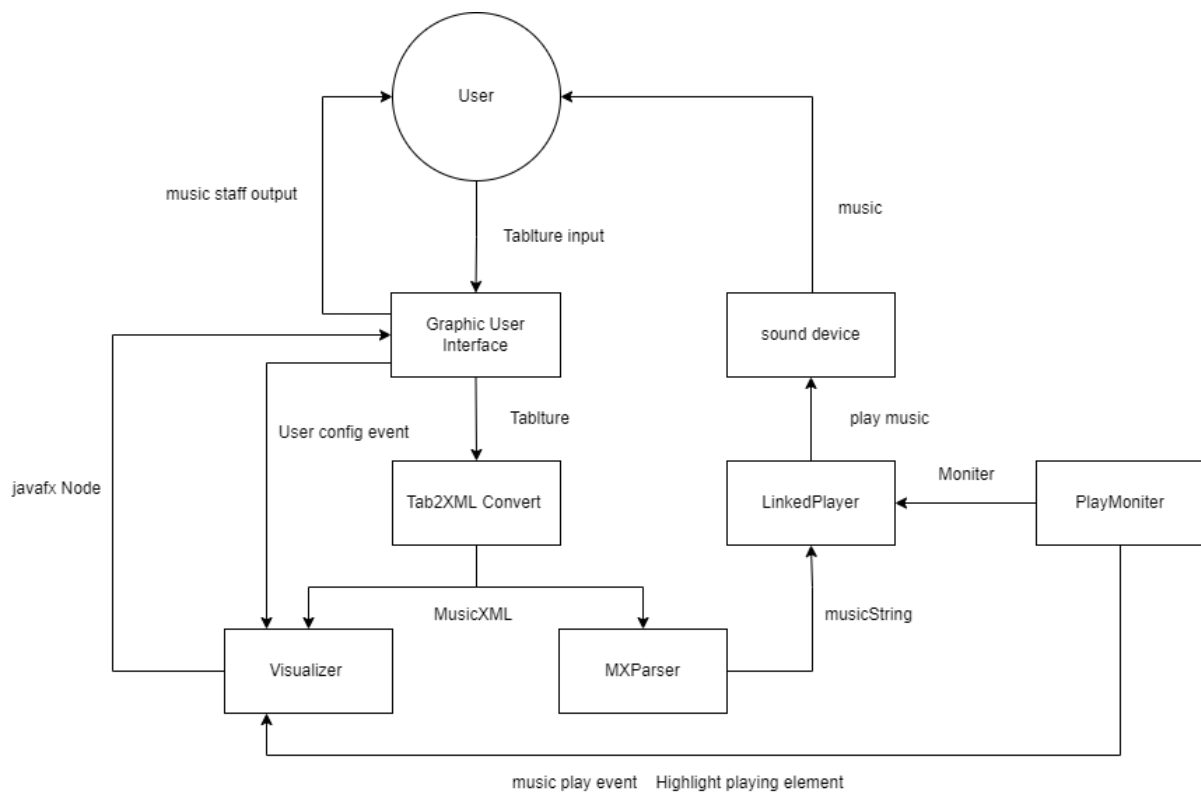 User
music staff output
music
Tablture input
Graphic User
Interface
sound device
Tablture
play music
User config event
Moniter
javafx Node
Tab2XML Convert
LinkedPlayer
PlayMoniter
MusicXML
musicString
Visualizer
MXParser
music play event    Highlight playing element